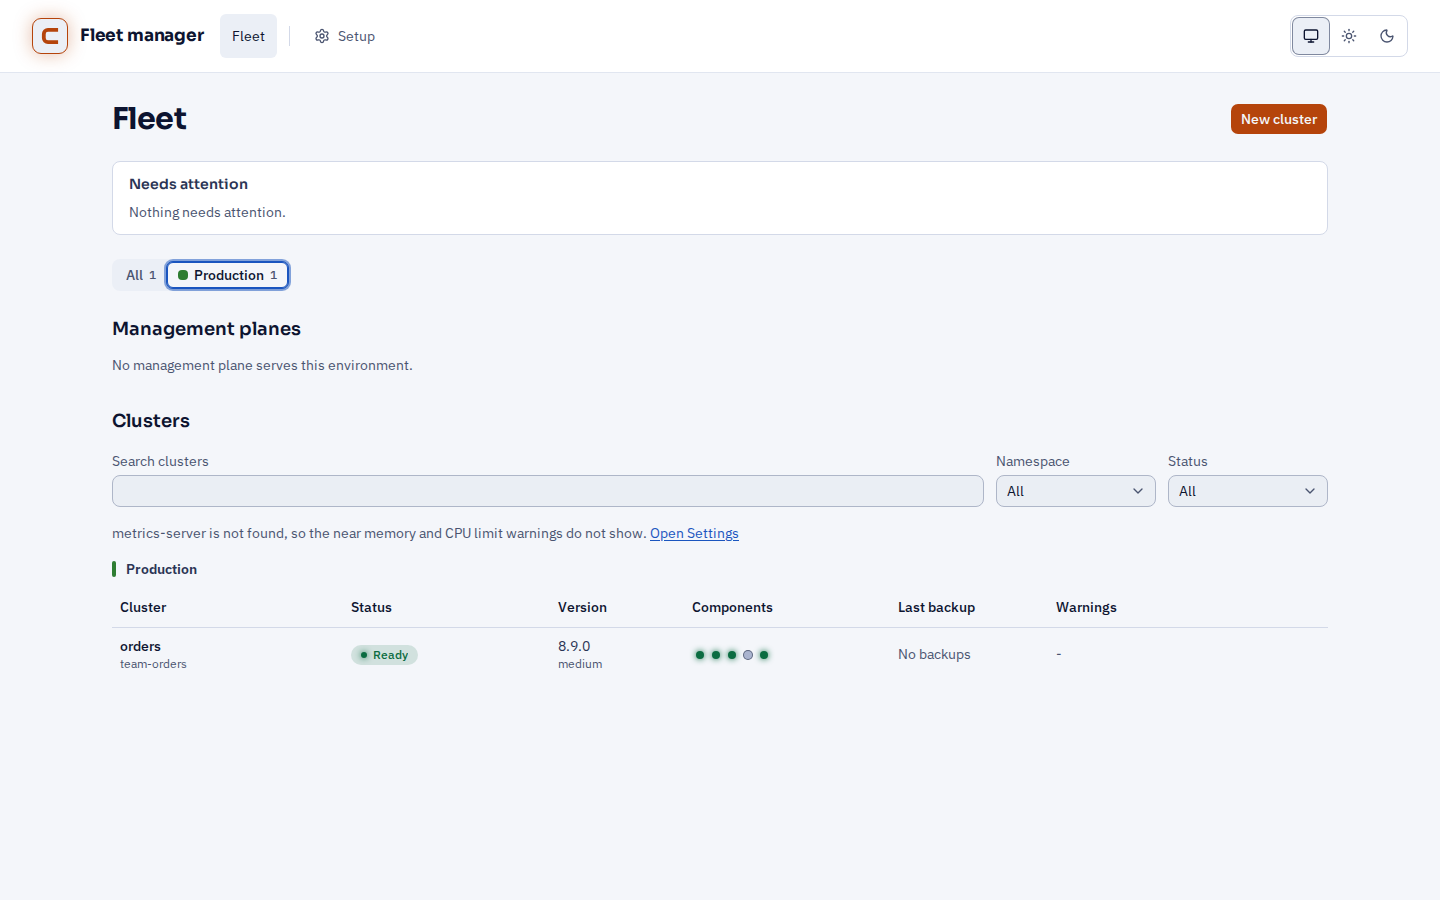 Fleet manager
Fleet
Setup
Fleet
New cluster
Needs attention
Nothing needs attention.
All 1
Production 1
Management planes
No management plane serves this environment.
Clusters
Search clusters
Namespace
Status
All
All
metrics-server is not found, so the near memory and CPU limit warnings do not show. Open Settings
Production
Cluster Status Version Components Last backup Warnings
orders
team-orders
Ready
8.9.0
medium
No backups
-